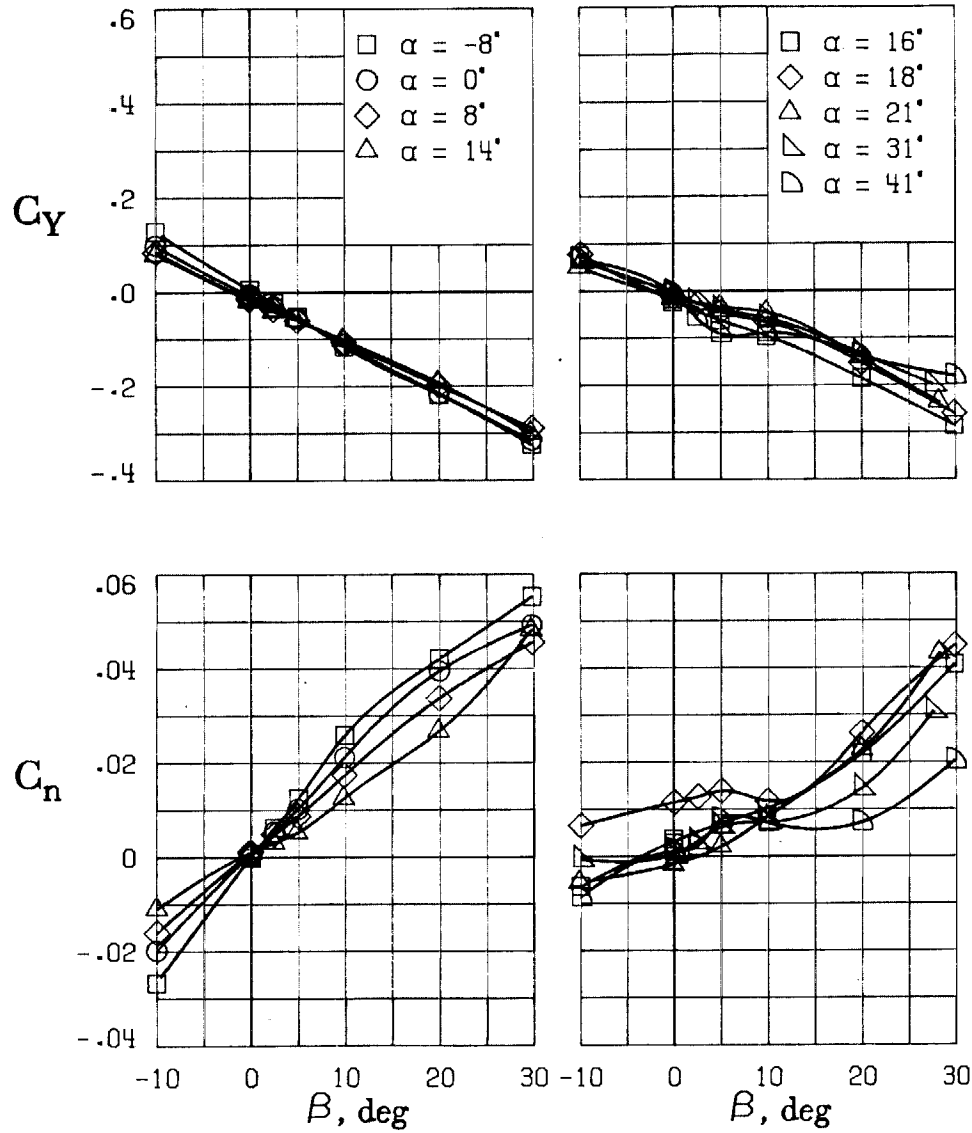 .6
.4
.2
.0
-.2
-.4
C_Y
α = -8°
α = 0°
α = 8°
α = 14°
α = 16°
α = 18°
α = 21°
α = 31°
α = 41°
.06
.04
.02
0
-.02
-.04
C_n
-10 0 10 20 30
β, deg
-10 0 10 20 30
β, deg